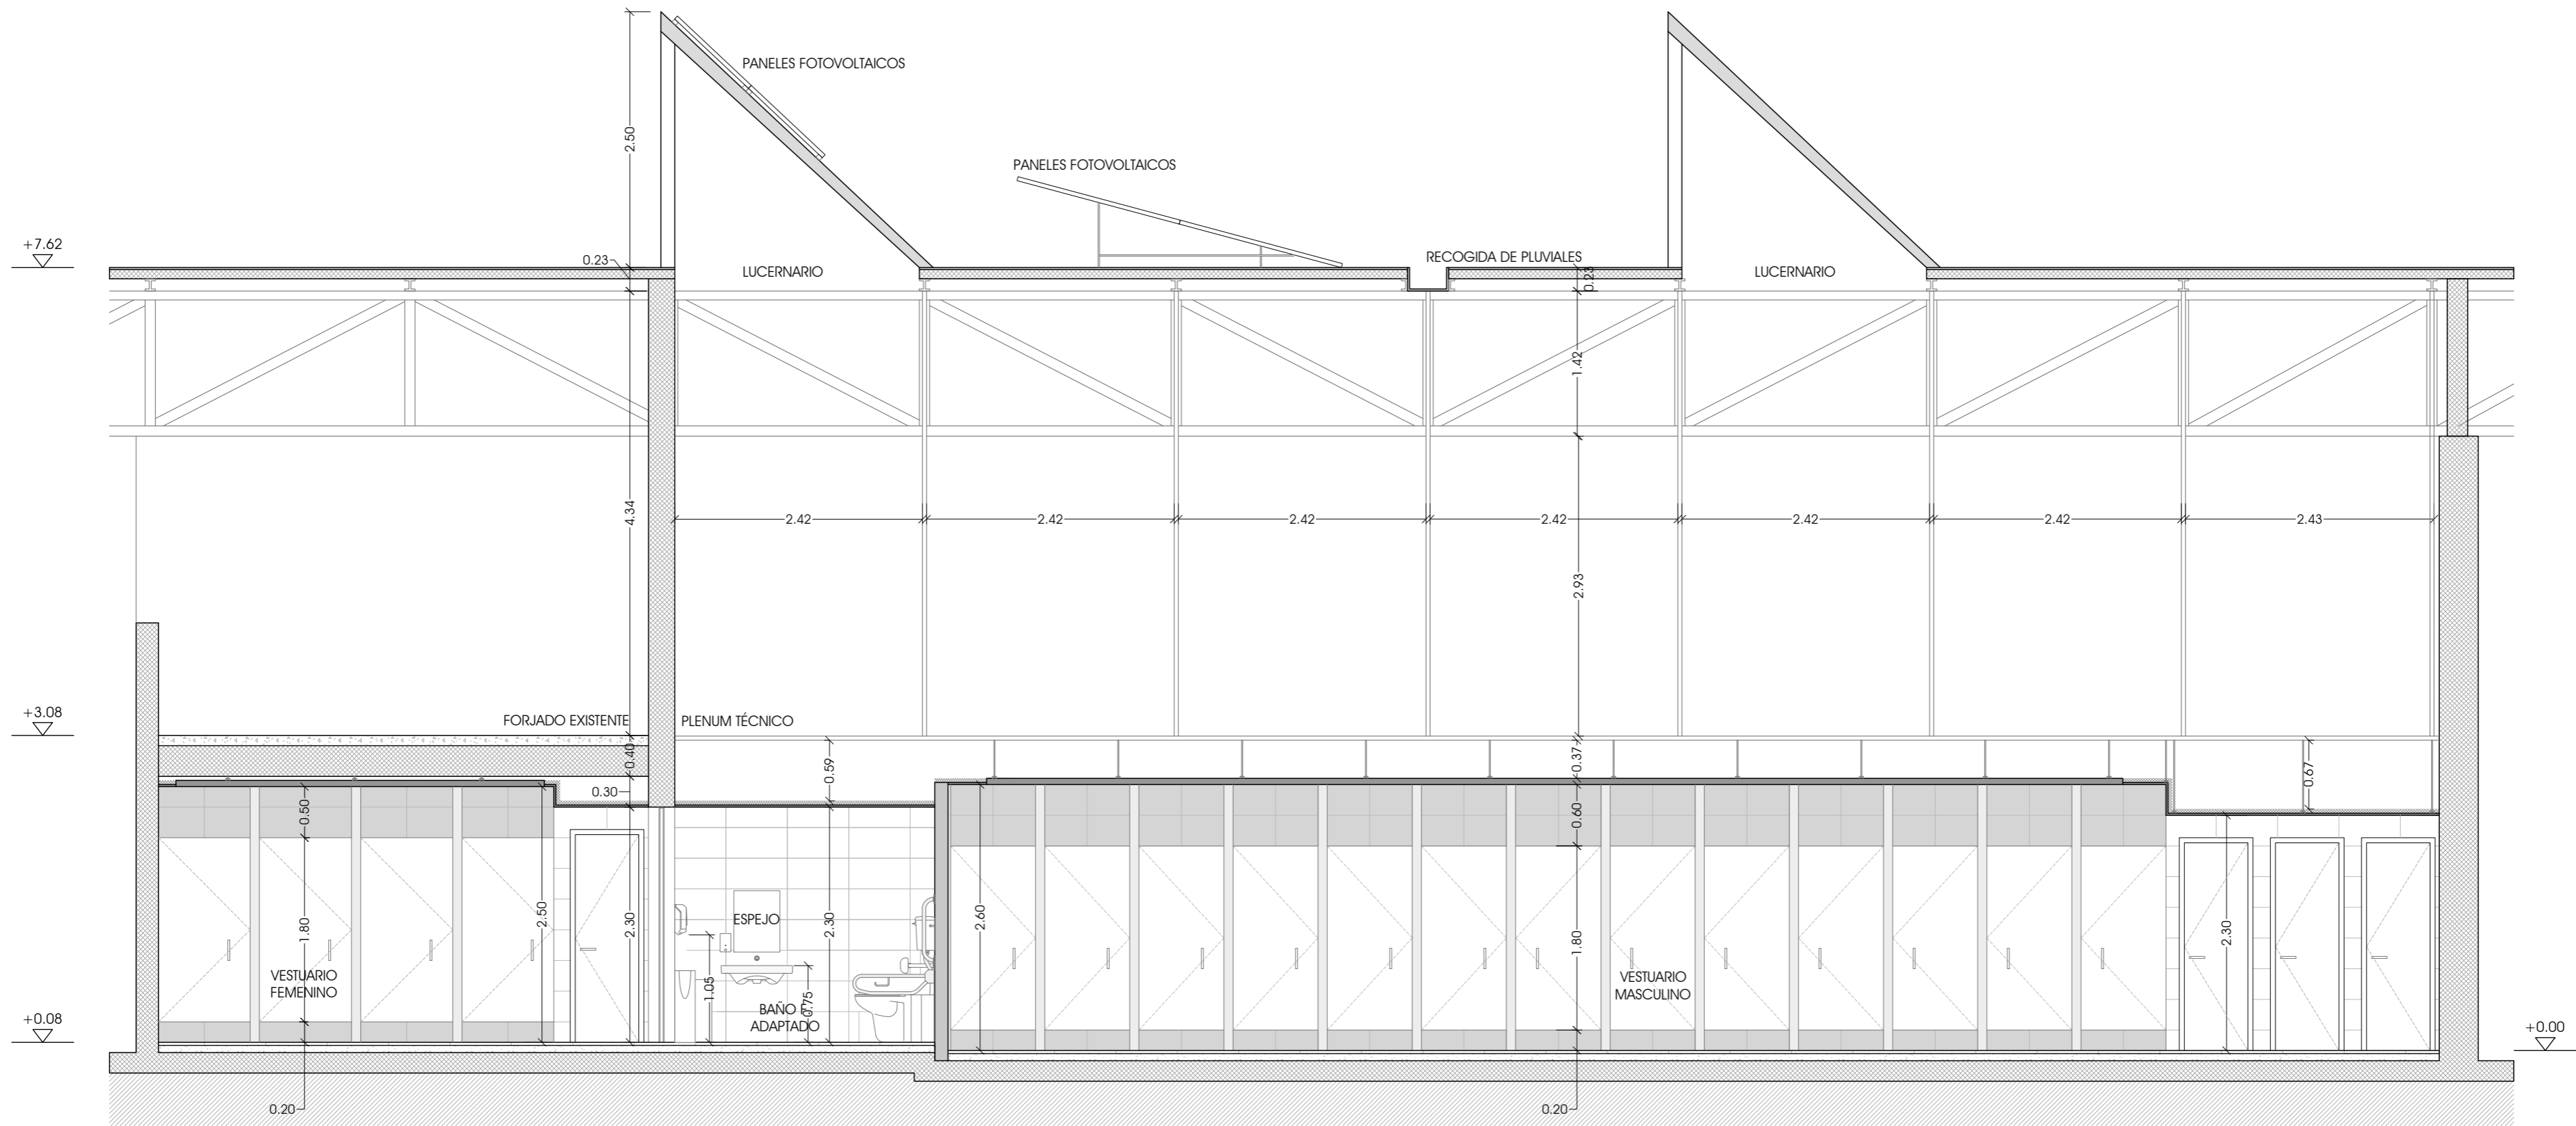 PANELES FOTOVOLTAICOS
2.50
PANELES FOTOVOLTAICOS
+7.62
0.23
LUCERNARIO
RECOGIDA DE PLUVIALES
0.23
LUCERNARIO
1.42
4.34
2.42
2.42
2.42
2.42
2.42
2.42
2.43
2.93
+3.08
FORJADO EXISTENTE
PLENUM TÉCNICO
0.40
0.59
0.37
0.67
0.30
0.50
0.60
2.50
1.80
2.30
ESPEJO
2.30
2.60
1.80
2.30
VESTUARIO
FEMENINO
1.05
0.75
VESTUARIO
MASCULINO
BAÑO F.
ADAPTADO
+0.08
+0.00
0.20
0.20